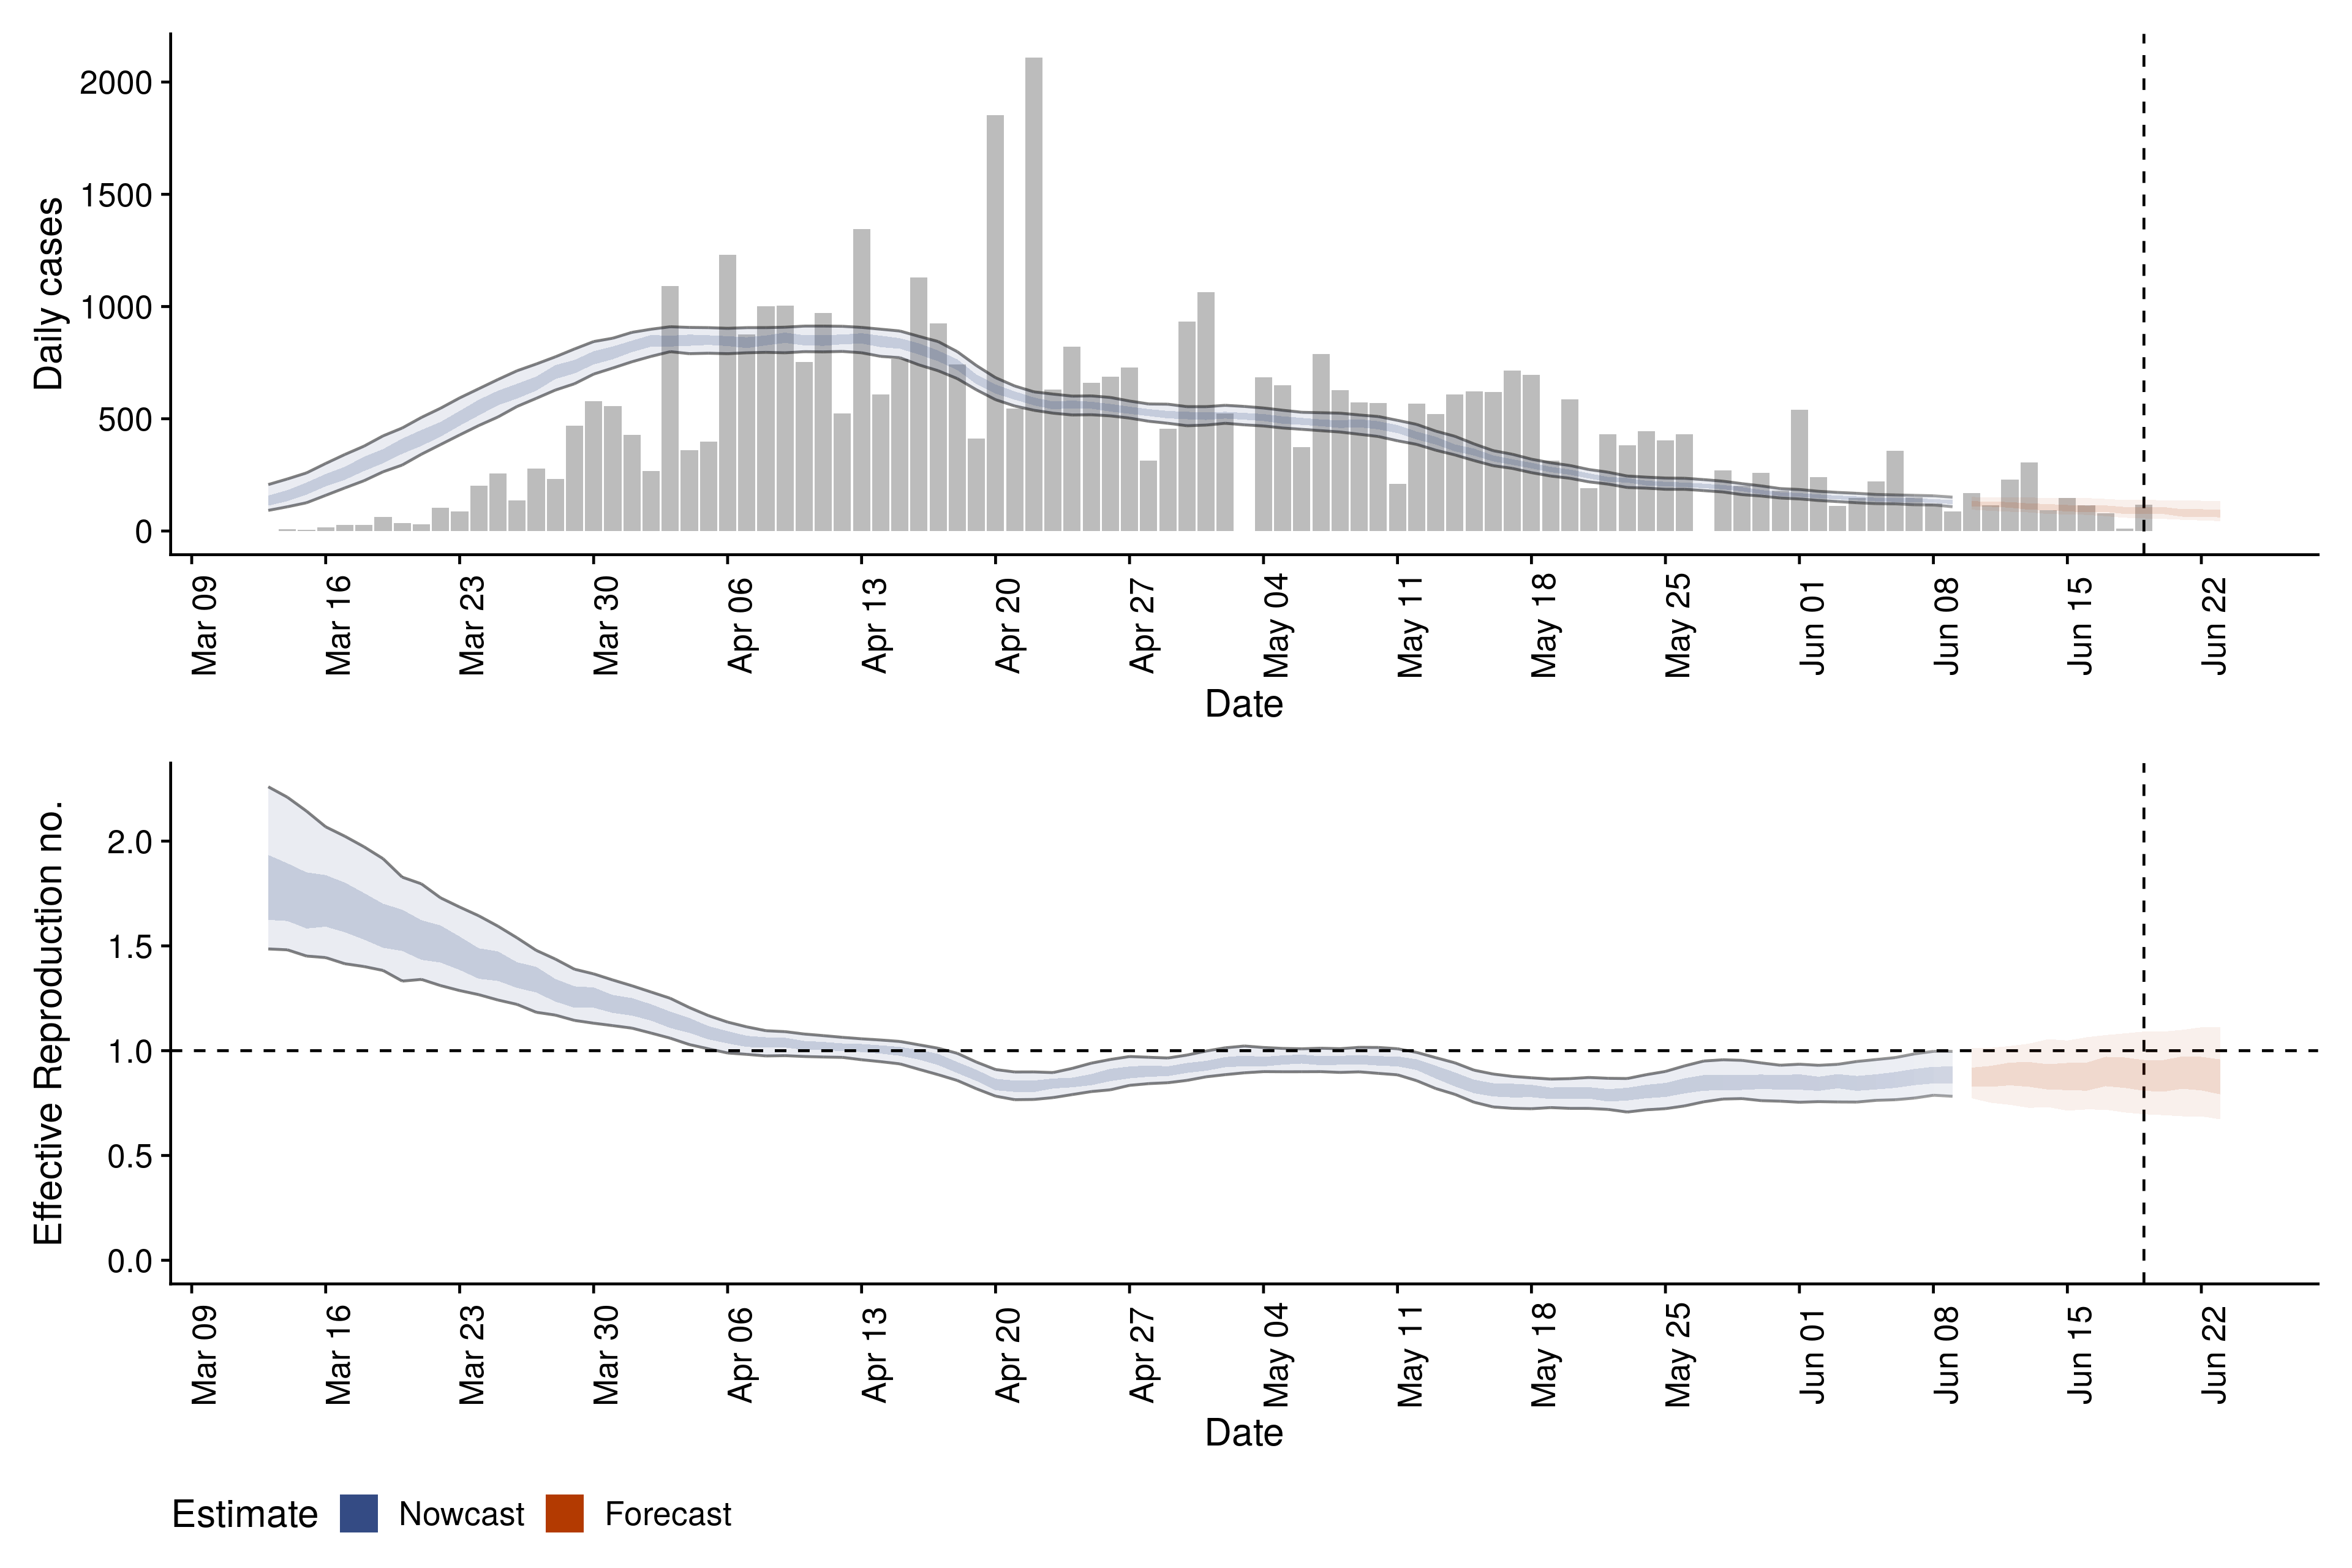 Daily cases
2000
1500
1000
500
0
Mar 09
Mar 16
Mar 23
Mar 30
Apr 06
Apr 13
Apr 20
Apr 27
May 04
May 11
May 18
May 25
Jun 01
Jun 08
Jun 15
Jun 22
Date
Effective Reproduction no.
2.0
1.5
1.0
0.5
0.0
Mar 09
Mar 16
Mar 23
Mar 30
Apr 06
Apr 13
Apr 20
Apr 27
May 04
May 11
May 18
May 25
Jun 01
Jun 08
Jun 15
Jun 22
Date
Estimate Nowcast Forecast